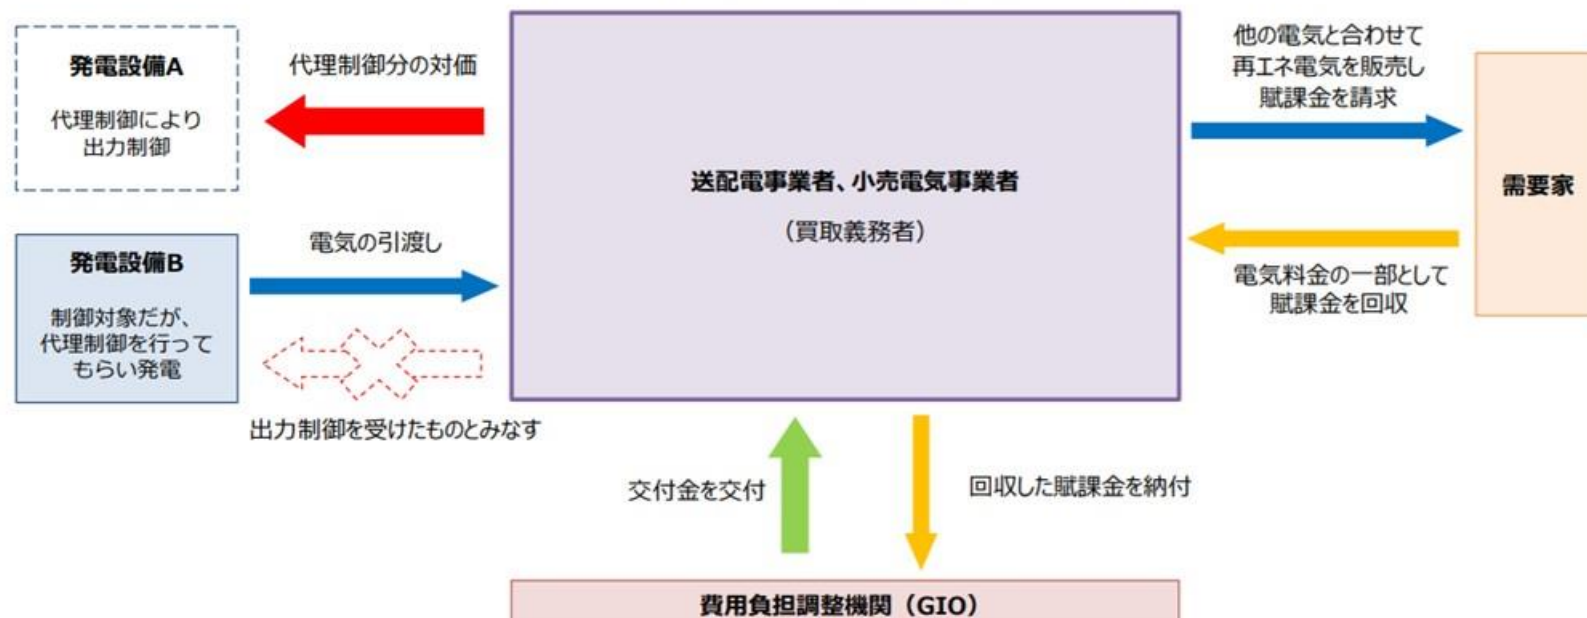 発電設備A
代理制御により
出力制御
代理制御分の対価
発電設備B
制御対象だが、
代理制御を行って
もらい発電
電気の引渡し
出力制御を受けたものとみなす
送配電事業者、小売電気事業者
（買取義務者）
他の電気と合わせて
再エネ電気を販売し
賦課金を請求
需要家
電気料金の一部として
賦課金を回収
交付金を交付
回収した賦課金を納付
費用負担調整機関（GIO）